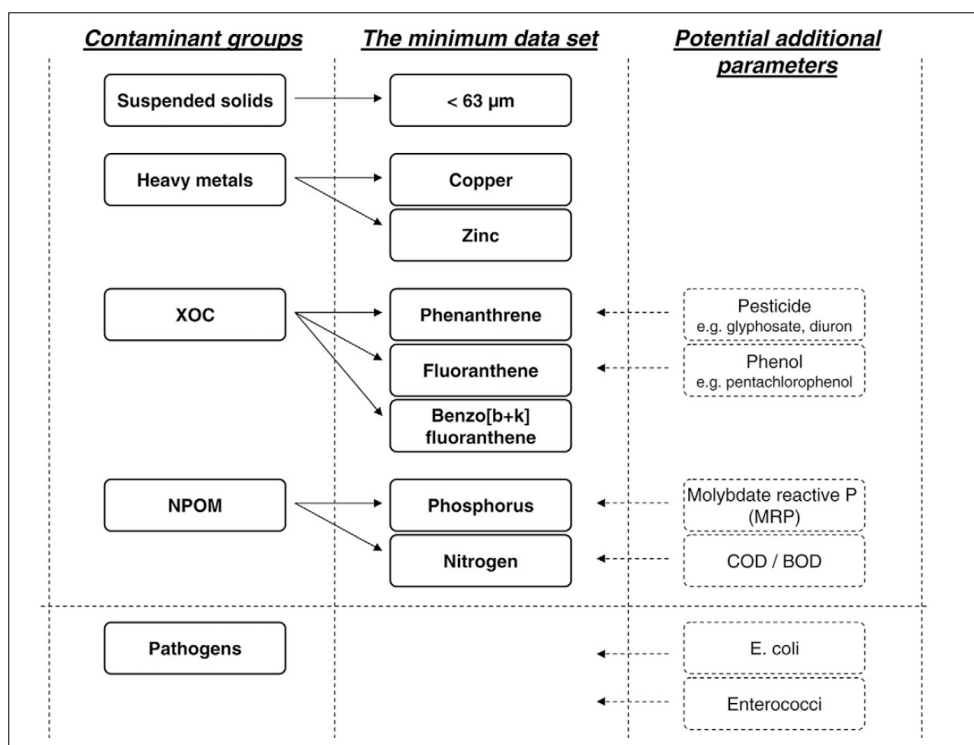 Contaminant groups
The minimum data set
Potential additional
parameters
Suspended solids
< 63 µm
Heavy metals
Copper
Zinc
XOC
Phenanthrene
Pesticide
e.g. glyphosate, diuron
Fluoranthene
Phenol
e.g. pentachlorophenol
Benzo[b+k]
fluoranthene
NPOM
Phosphorus
Molybdate reactive P
(MRP)
Nitrogen
COD / BOD
Pathogens
E. coli
Enterococci